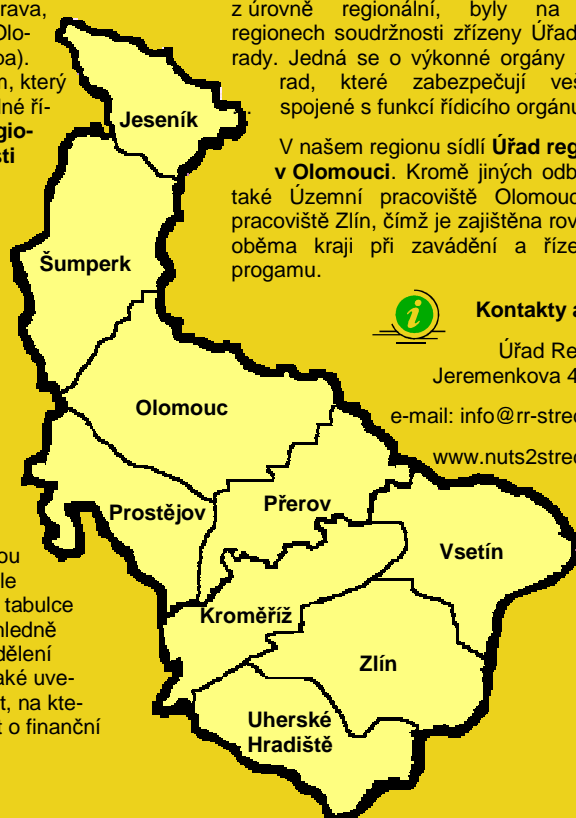 rava,
Olo-
oa).
n, který
lné ří-
gio-
sti
z úrovně regionální, byly na
regionech soudržnosti zřízeny Úřad
rady. Jedná se o výkonné orgány
rad, které zabezpečují veš
spojené s funkcí řídicího orgánu
V našem regionu sídlí Úřad reg
v Olomouci. Kromě jiných odb
také Územní pracoviště Olomouc
pracoviště Zlín, čímž je zajištěna rov
oběma kraji při zavádění a říze
progamu.
i
Kontakty a
Úřad Re
Jeremenkova 4
e-mail: info@rr-stred
www.nuts2stred
Jeseník
Šumperk
Olomouc
Prostějov
Přerov
Vsetín
Kroměříž
Zlín
Uherské
Hradiště
ou
le
tabulce
hledně
dělení
aké uve-
t, na kte-
t o finanční